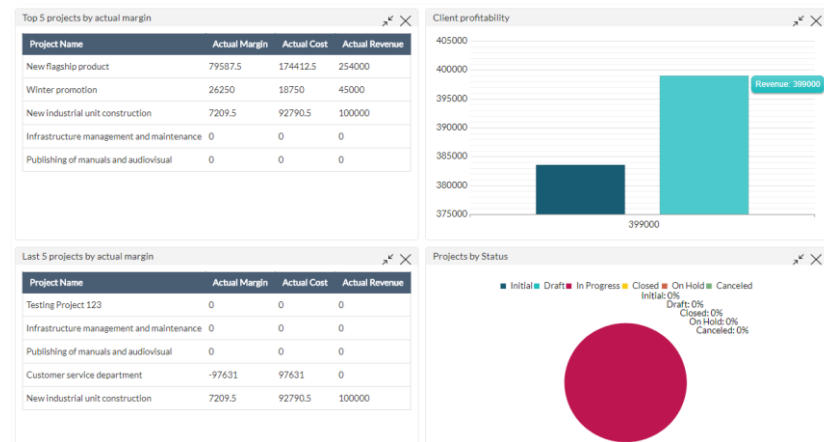 Top 5 projects by actual margin
Project Name Actual Margin Actual Cost Actual Revenue
New flagship product 79587.5 174412.5 254000
Winter promotion 26250 18750 45000
New industrial unit construction 7209.5 92790.5 100000
Infrastructure management and maintenance 0 0 0
Publishing of manuals and audiovisual 0 0 0
Client profitability
405000
400000
395000
390000
385000
380000
375000
Revenue: 399000
399000
Last 5 projects by actual margin
Project Name Actual Margin Actual Cost Actual Revenue
Testing Project 123 0 0 0
Infrastructure management and maintenance 0 0 0
Publishing of manuals and audiovisual 0 0 0
Customer service department -97631 97631 0
New industrial unit construction 7209.5 92790.5 100000
Projects by Status
Initial Draft In Progress Closed On Hold Canceled
Initial: 0%
Draft: 0%
Closed: 0%
On Hold: 0%
Canceled: 0%